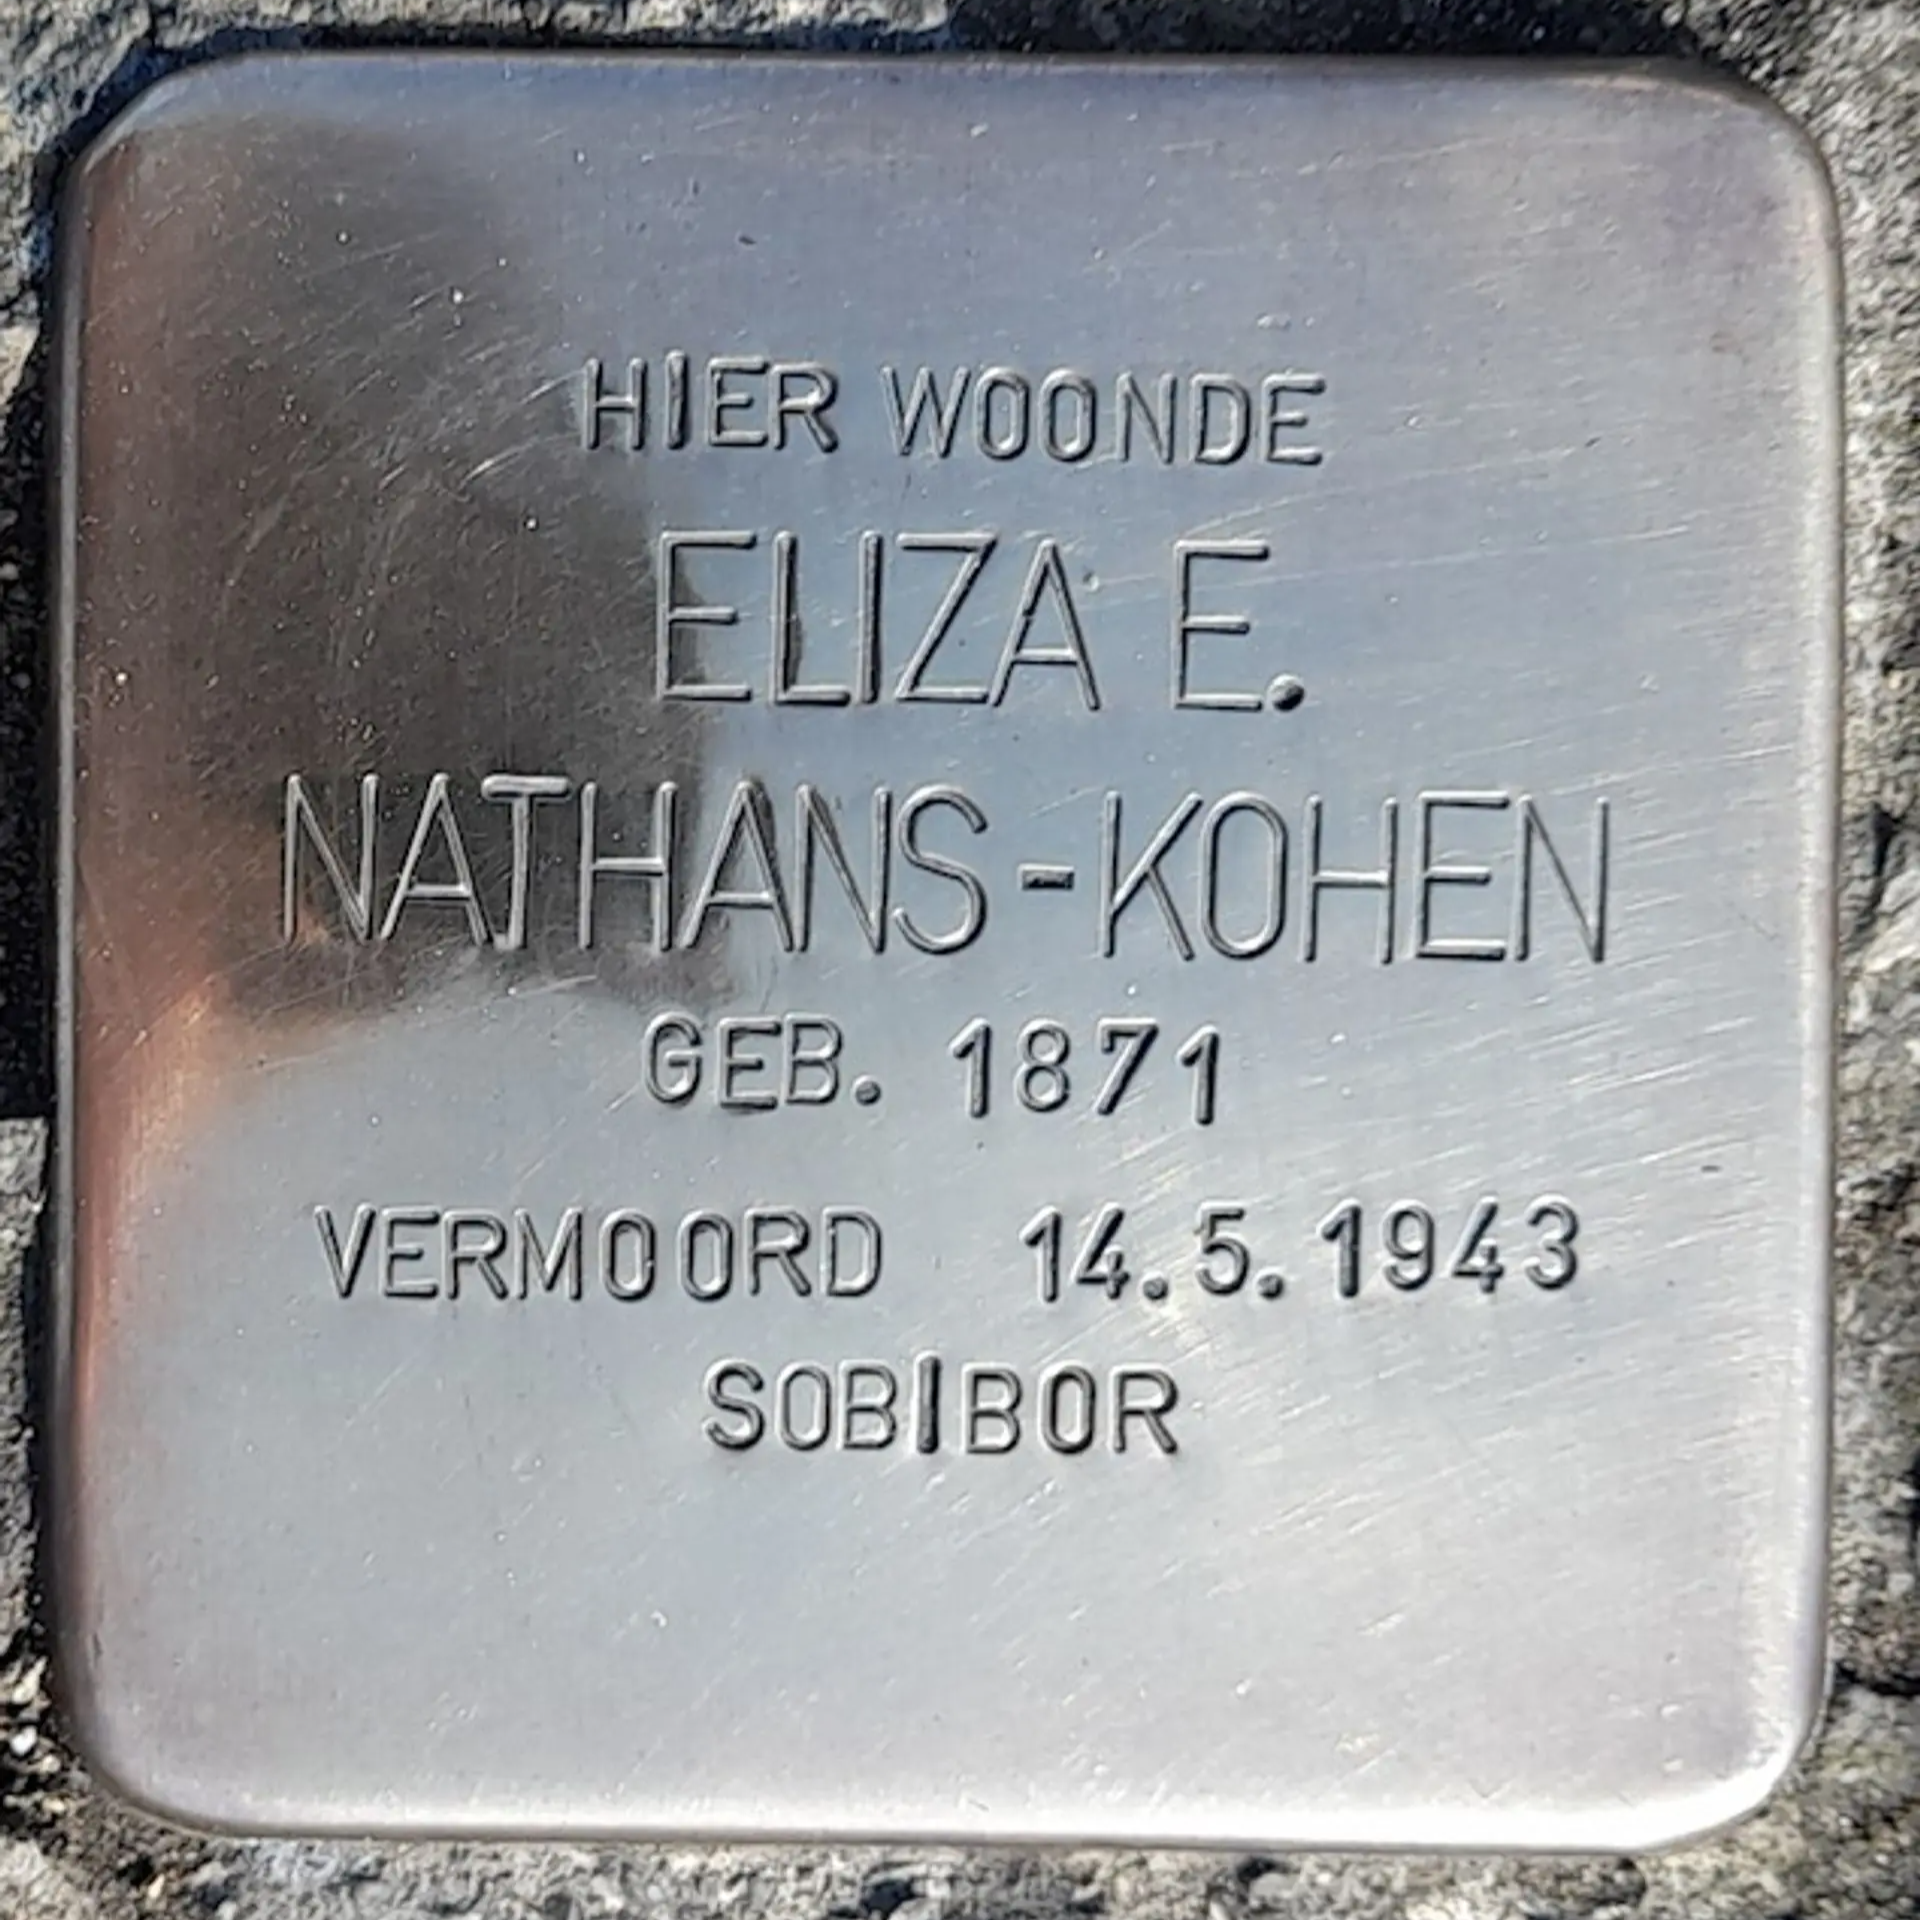 HIER WOONDE
ELIZA E.
NATHANS-KOHEN
GEB. 1871
VERMOORD 14.5.1943
SOBIBOR